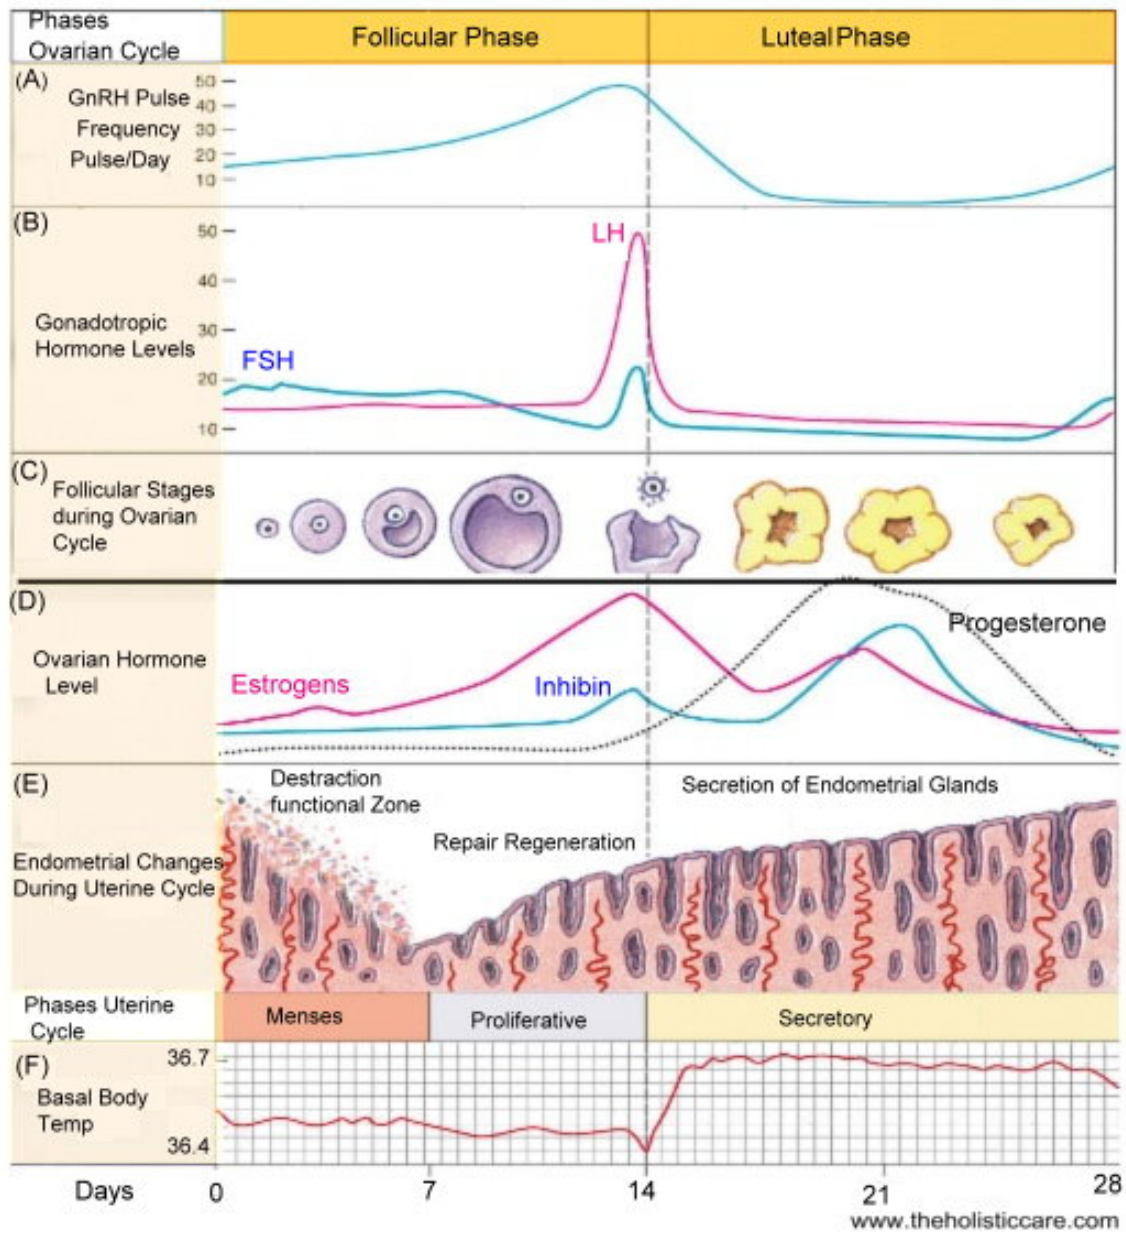 Phases
Ovarian Cycle
Follicular Phase
Luteal Phase
(A)
GnRH Pulse
Frequency
Pulse/Day
50
40
30
20
10
(B)
Gonadotropic
Hormone Levels
50
40
30
20
10
LH
FSH
(C)
Follicular Stages
during Ovarian
Cycle
(D)
Ovarian Hormone
Level
Estrogens
Inhibin
Progesterone
(E)
Endometrial Changes
During Uterine Cycle
Destraction
functional Zone
Repair Regeneration
Secretion of Endometrial Glands
Phases Uterine
Cycle
Menses
Proliferative
Secretory
(F)
Basal Body
Temp
36.7
36.4
Days
0
7
14
21
28
www.theholisticcare.com